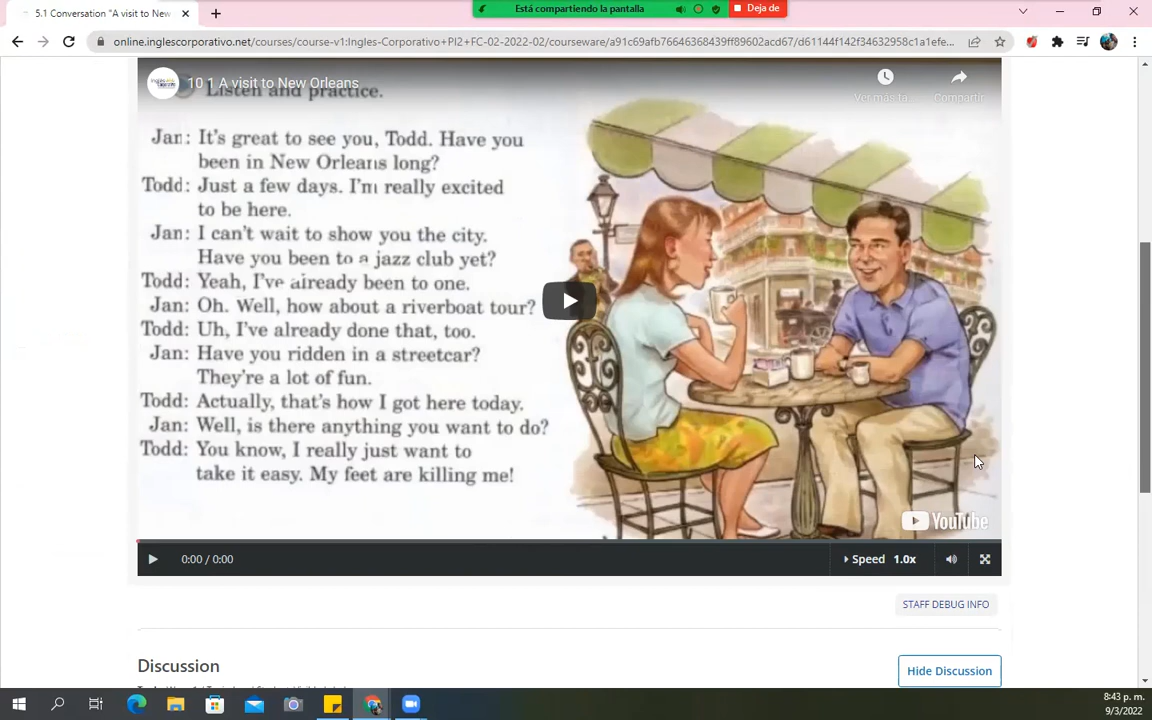 5.1 Conversation "A visit to New
Está compartiendo la pantalla
Deja de
online.inglescorporativo.net/courses/course-v1:Ingles-Corporativo+PI2+FC-02-2022-02/courseware/a91c69afb76646368439ff89602acd67/d61144f142f34632958c1a1efe...
10 1 A visit to New Orleans
Ver más ta...
Compartir
Listen and practice.
Jan: It's great to see you, Todd. Have you
been in New Orleans long?
Todd: Just a few days. I'm really excited
to be here.
Jan: I can't wait to show you the city.
Have you been to a jazz club yet?
Todd: Yeah, I've already been to one.
Jan: Oh. Well, how about a riverboat tour?
Todd: Uh, I've already done that, too.
Jan: Have you ridden in a streetcar?
They're a lot of fun.
Todd: Actually, that's how I got here today.
Jan: Well, is there anything you want to do?
Todd: You know, I really just want to
take it easy. My feet are killing me!
YouTube
0:00 / 0:00
Speed 1.0x
STAFF DEBUG INFO
Discussion
Hide Discussion
8:43 p. m.
9/3/2022